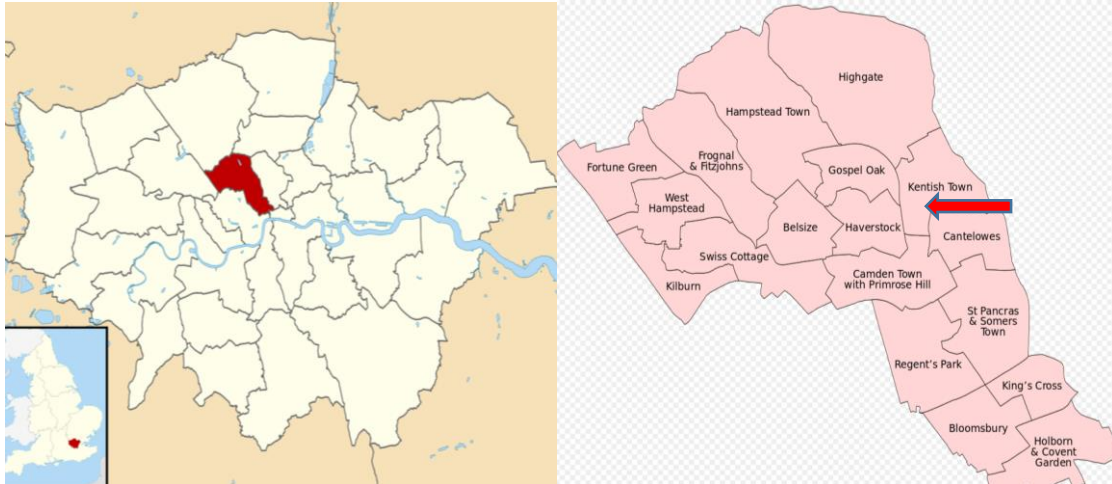 Highgate
Hampstead Town
Frognal
& Fitzjohns
Fortune Green
Gospel Oak
Kentish Town
West
Hampstead
Belsize
Haverstock
Cantelowes
Swiss Cottage
Camden Town
with Primrose Hill
Kilburn
St Pancras
& Somers
Town
Regent's Park
King's Cross
Bloomsbury
Holborn
& Covent
Garden